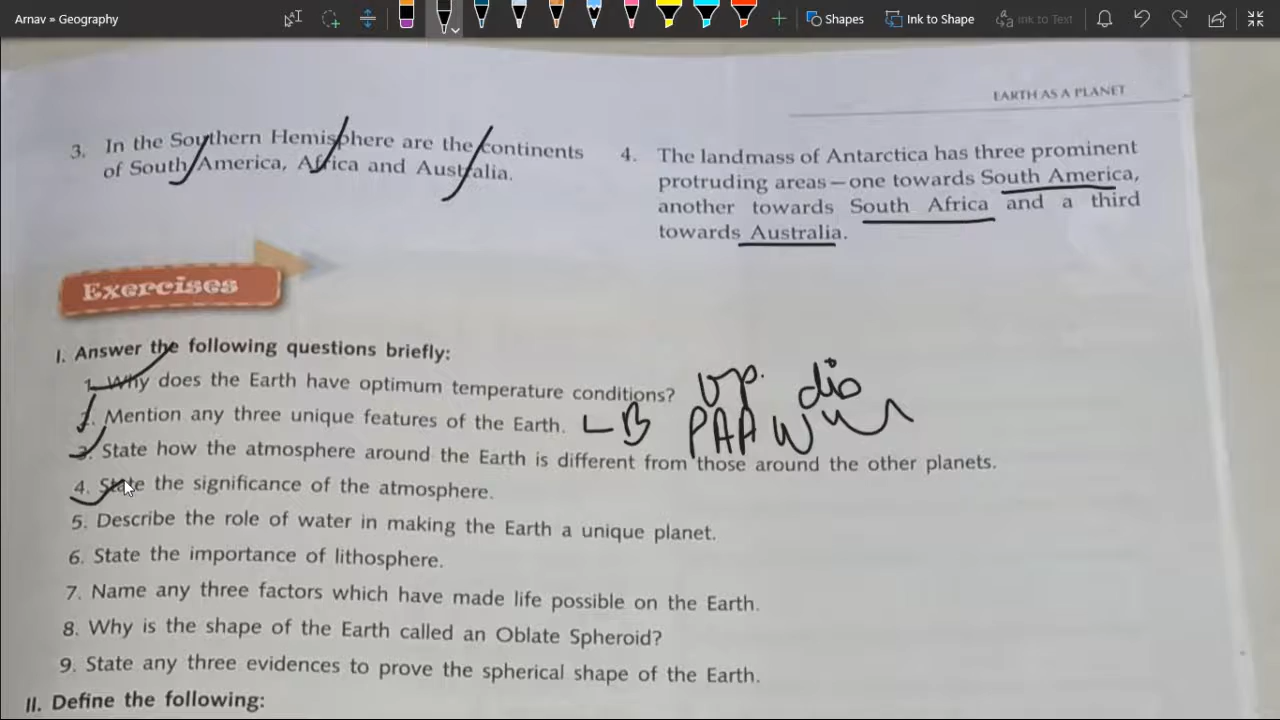 Arnav » Geography
Shapes
Ink to Shape
Ink to Text
EARTH AS A PLANET
3. In the Southern Hemisphere are the continents
of South America, Africa and Australia.
4. The landmass of Antarctica has three prominent
protruding areas—one towards South America,
another towards South Africa and a third
towards Australia.
Exercises
I. Answer the following questions briefly:
1. Why does the Earth have optimum temperature conditions?
2. Mention any three unique features of the Earth.
3. State how the atmosphere around the Earth is different from those around the other planets.
4. State the significance of the atmosphere.
5. Describe the role of water in making the Earth a unique planet.
6. State the importance of lithosphere.
7. Name any three factors which have made life possible on the Earth.
8. Why is the shape of the Earth called an Oblate Spheroid?
9. State any three evidences to prove the spherical shape of the Earth.
II. Define the following: